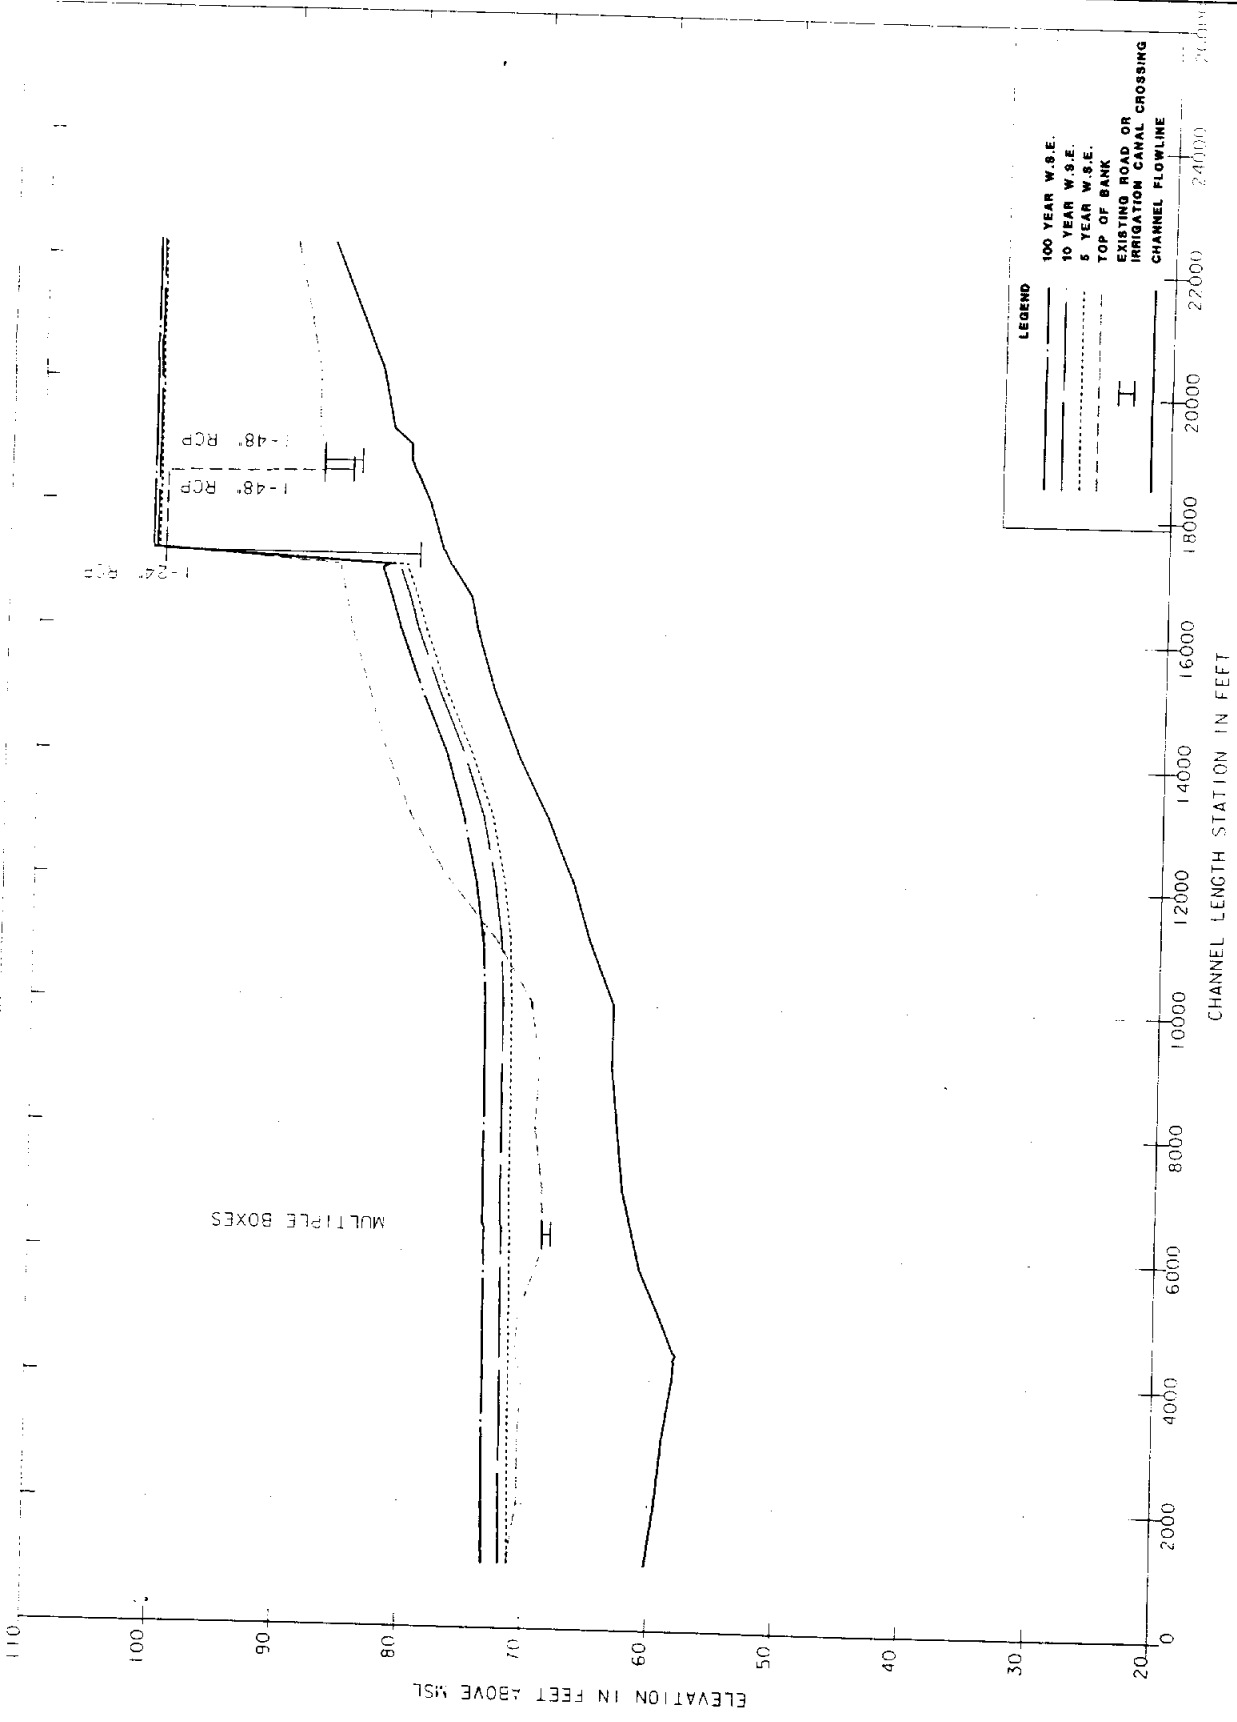 110
100
90
80
70
60
50
40
30
20
ELEVATION IN FEET ABOVE MSL
0
2000
4000
6000
8000
10000
12000
14000
16000
18000
20000
22000
24000
CHANNEL LENGTH STATION IN FEET
MULTIPLE BOXES
1-24" RCP
1-48" RCP
1-48" RCP
LEGEND
100 YEAR W.S.E.
10 YEAR W.S.E.
5 YEAR W.S.E.
TOP OF BANK
EXISTING ROAD OR
IRRIGATION CANAL CROSSING
CHANNEL FLOWLINE